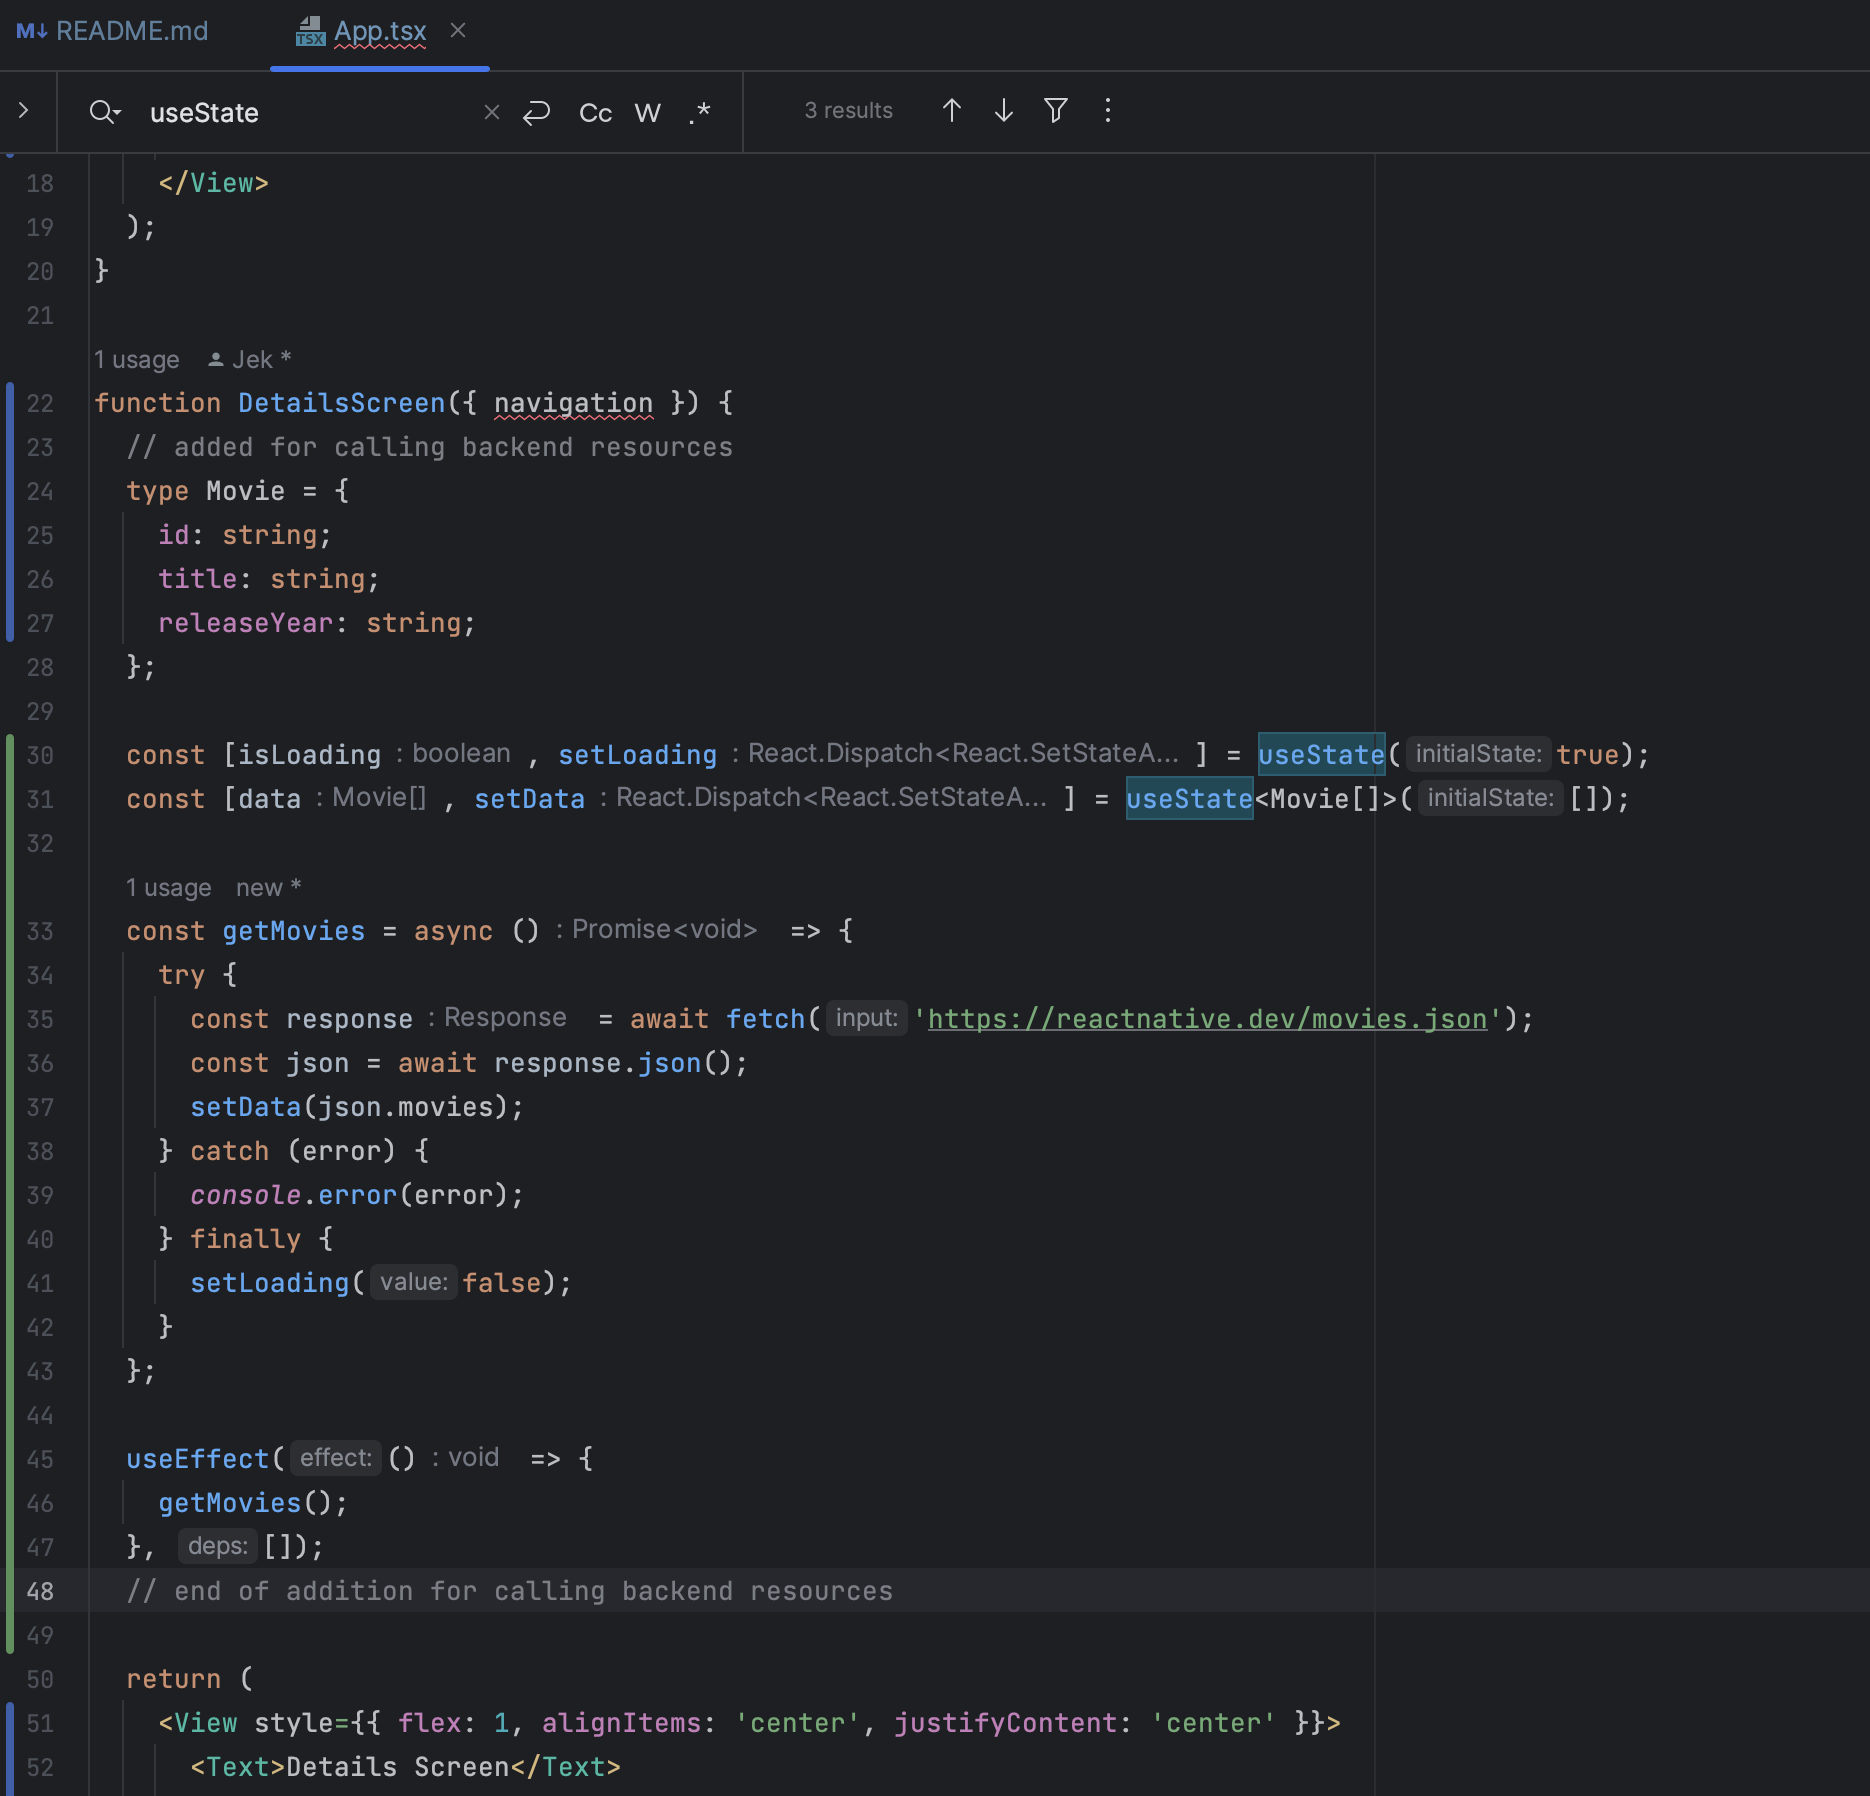 M↓ README.md
TSX App.tsx
useState
Cc W .*
3 results
18 </View>
19 );
20 }
21
1 usage Jek *
22 function DetailsScreen({ navigation }) {
23 // added for calling backend resources
24 type Movie = {
25 id: string;
26 title: string;
27 releaseYear: string;
28 };
29
30 const [isLoading : boolean , setLoading : React.Dispatch<React.SetStateA... ] = useState( initialState: true);
31 const [data : Movie[] , setData : React.Dispatch<React.SetStateA... ] = useState<Movie[]>( initialState: []);
32
1 usage new *
33 const getMovies = async () : Promise<void> => {
34 try {
35 const response : Response = await fetch( input: 'https://reactnative.dev/movies.json');
36 const json = await response.json();
37 setData(json.movies);
38 } catch (error) {
39 console.error(error);
40 } finally {
41 setLoading( value: false);
42 }
43 };
44
45 useEffect( effect: () : void => {
46 getMovies();
47 }, deps: []);
48 // end of addition for calling backend resources
49
50 return (
51 <View style={{ flex: 1, alignItems: 'center', justifyContent: 'center' }}>
52 <Text>Details Screen</Text>